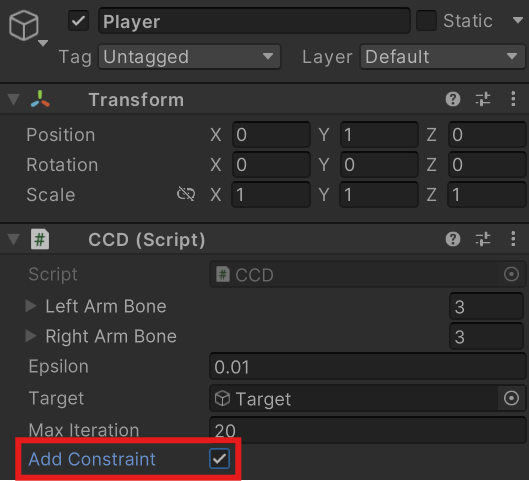 Player Static
Tag Untagged Layer Default
Transform
Position X 0 Y 1 Z 0
Rotation X 0 Y 0 Z 0
Scale X 1 Y 1 Z 1
# CCD (Script)
Script # CCD
Left Arm Bone 3
Right Arm Bone 3
Epsilon 0.01
Target Target
Max Iteration 20
Add Constraint